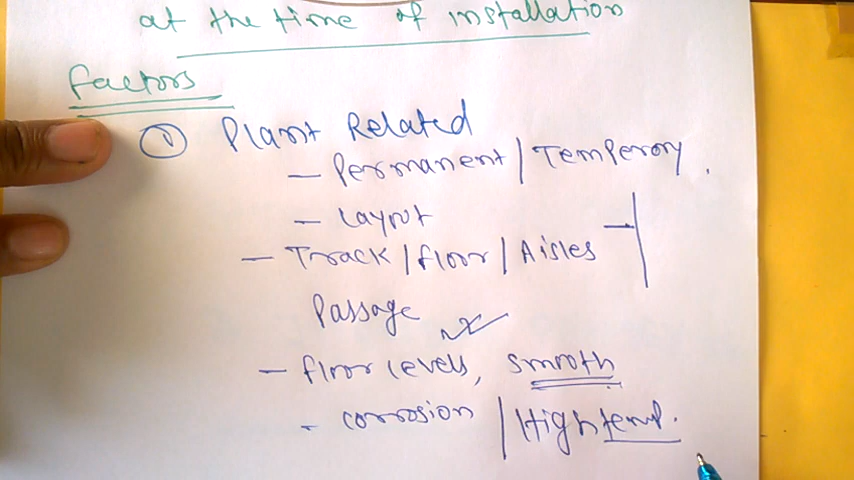 at the time of installation
Factors
① Plant Related
— Permanent / Temperory.
— Layout
— Track / floor / Aisles
Passage
— floor levels, smooth
- corrosion / High temp.